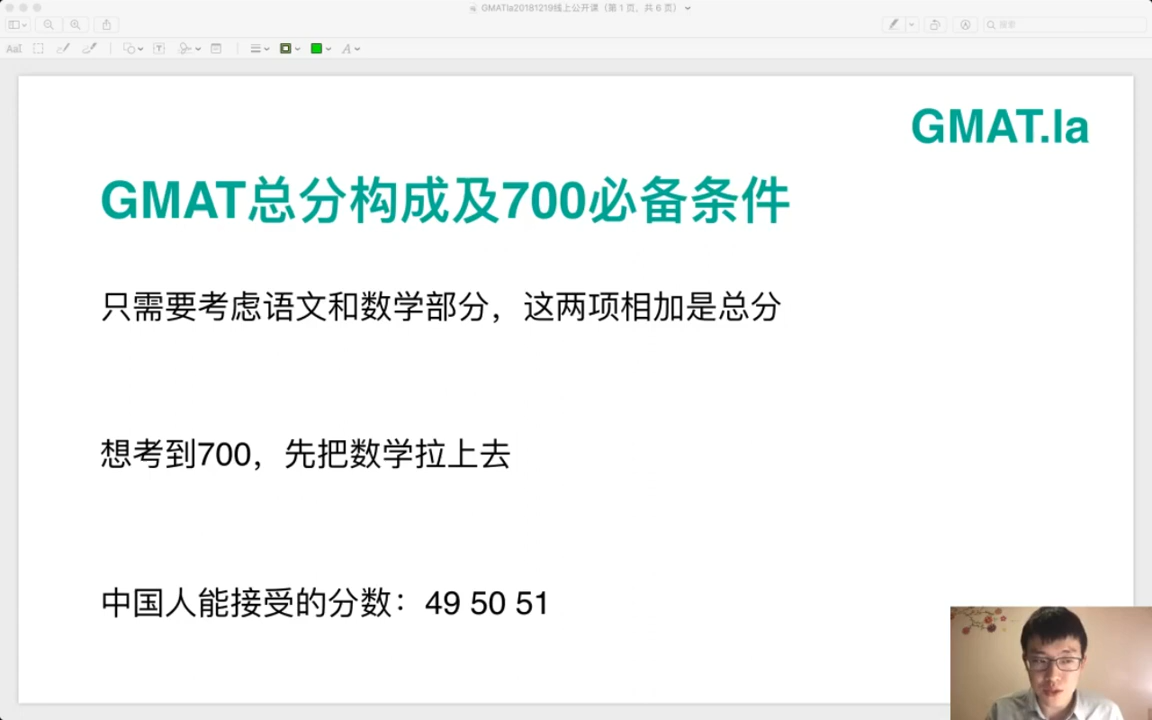 GMATla20181219线上公开课（第 1 页，共 6 页）
搜索
AaI
T
A
A
GMAT.la
GMAT总分构成及700必备条件
只需要考虑语文和数学部分，这两项相加是总分
想考到700，先把数学拉上去
中国人能接受的分数：49 50 51